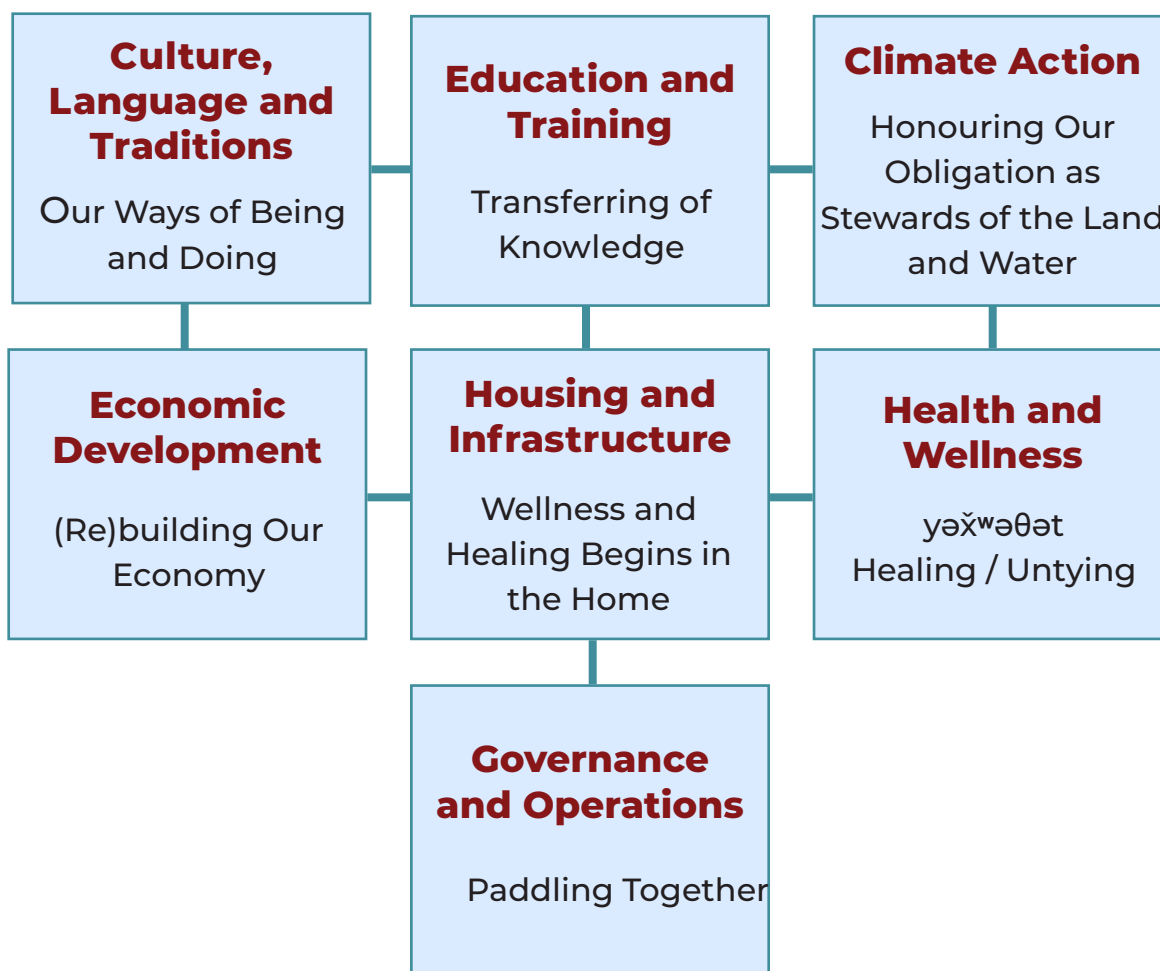 Culture,
Language and
Traditions
Our Ways of Being
and Doing
Education and
Training
Transferring of
Knowledge
Climate Action
Honouring Our
Obligation as
Stewards of the Land
and Water
Economic
Development
(Re)building Our
Economy
Housing and
Infrastructure
Wellness and
Healing Begins in
the Home
Health and
Wellness
yəx̌ʷəθət
Healing / Untying
Governance
and Operations
Paddling Together